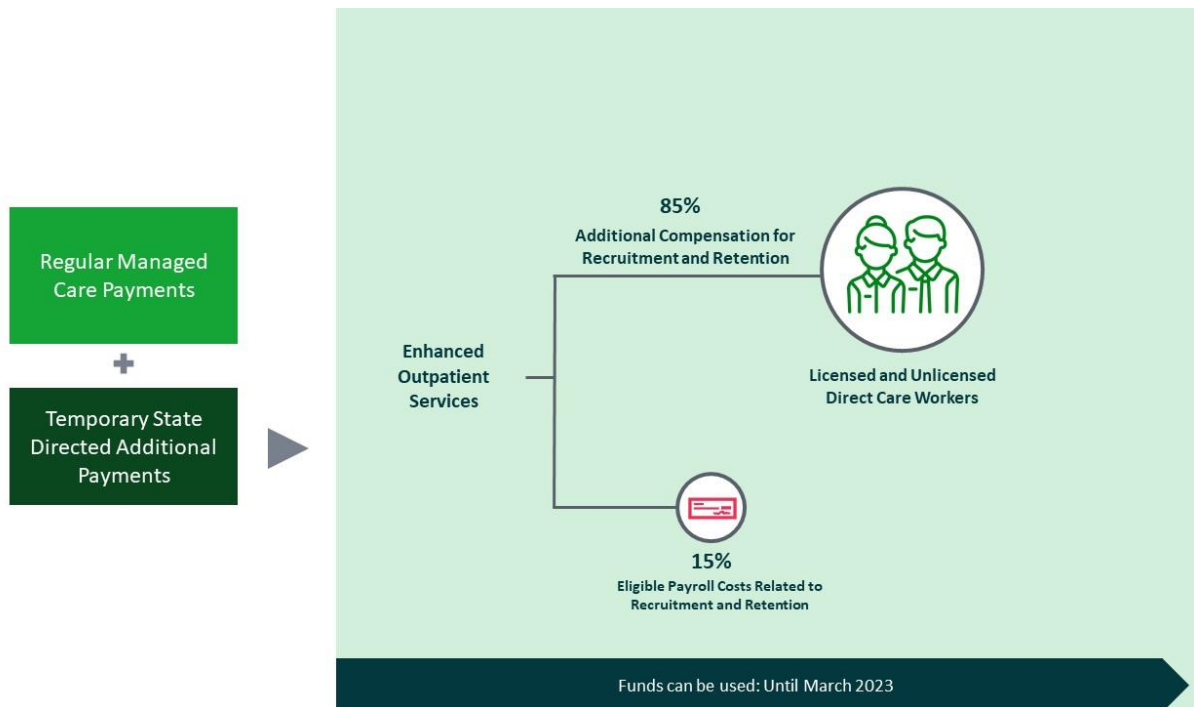 Regular Managed
Care Payments
Temporary State
Directed Additional
Payments
Enhanced
Outpatient
Services
85%
Additional Compensation for
Recruitment and Retention
Licensed and Unlicensed
Direct Care Workers
15%
Eligible Payroll Costs Related to
Recruitment and Retention
Funds can be used: Until March 2023